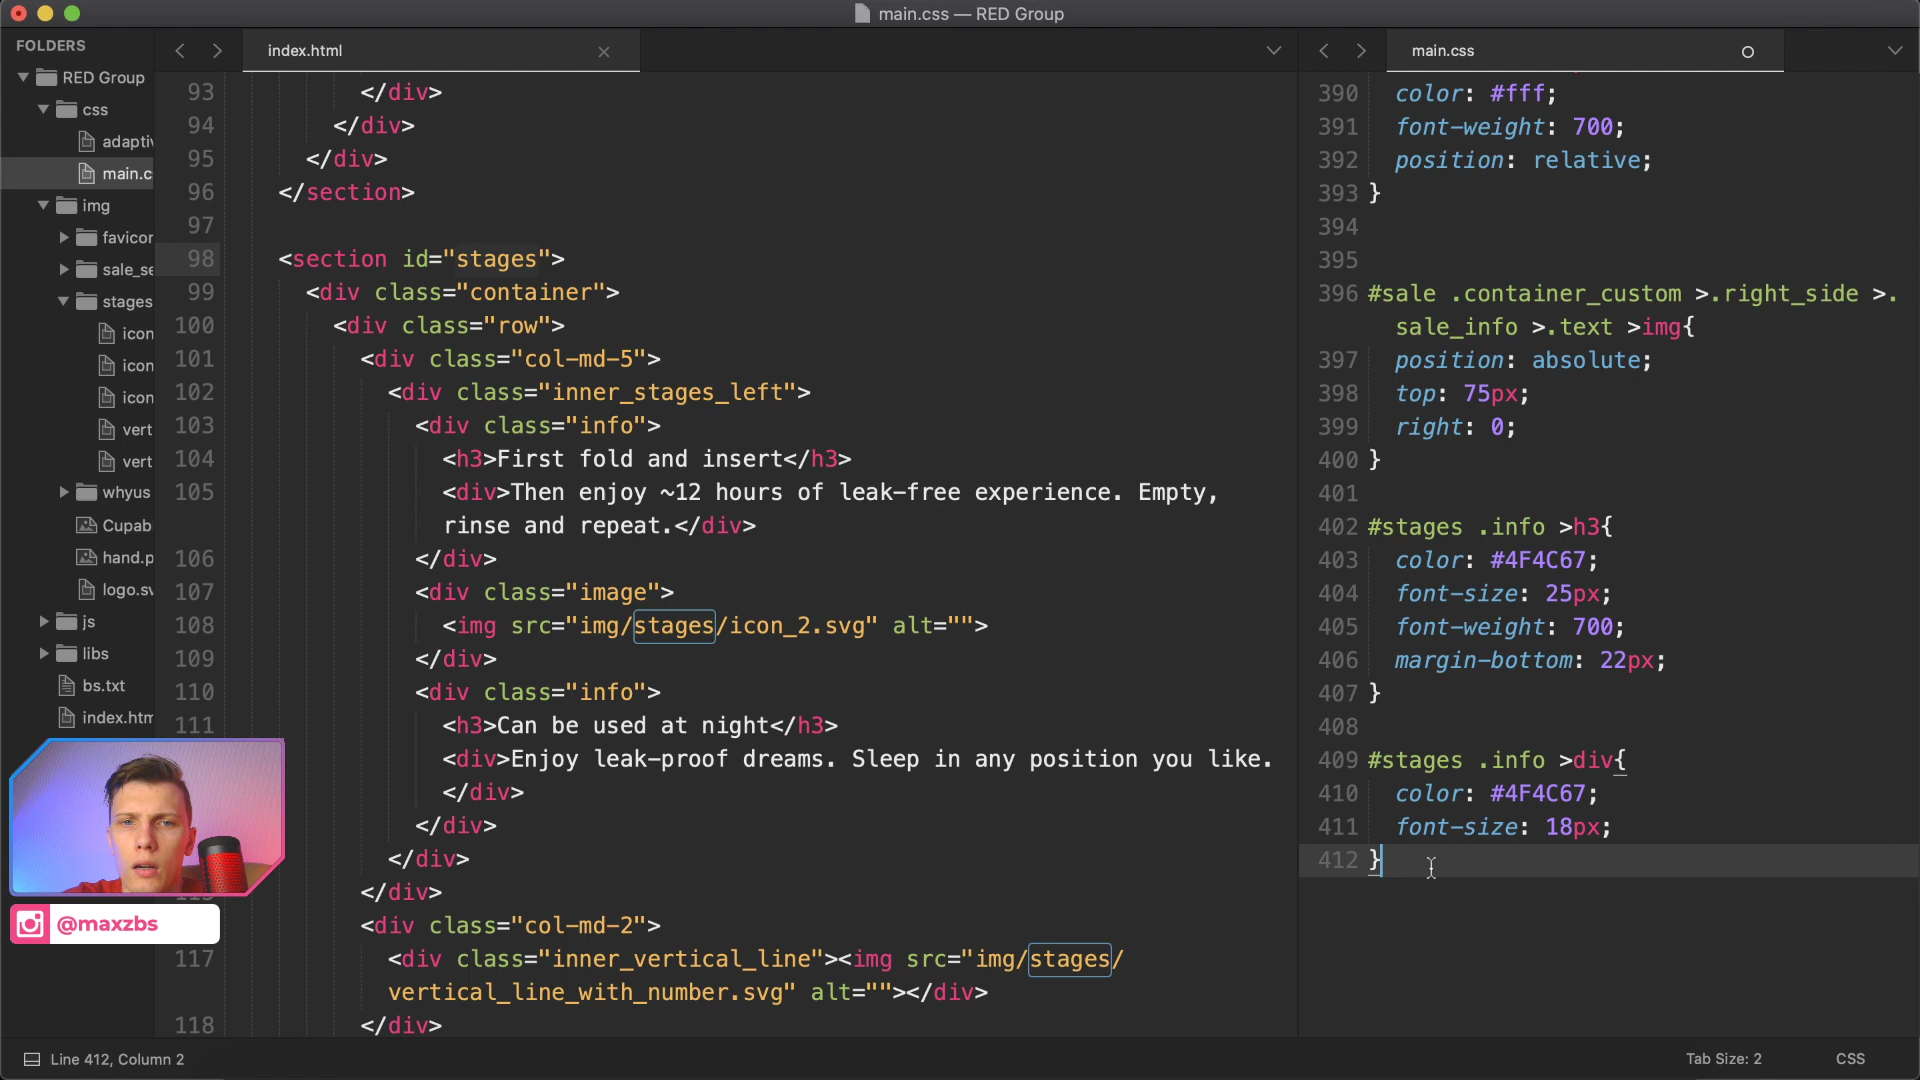 main.css — RED Group
FOLDERS
RED Group
css
adaptiv
main.c
img
favicon
sale_se
stages
icon
icon
icon
vert
vert
whyus
Cupab
hand.p
logo.sv
js
libs
bs.txt
index.htm
@maxzbs
index.html
93 </div>
94 </div>
95 </div>
96 </section>
97
98 <section id="stages">
99 <div class="container">
100 <div class="row">
101 <div class="col-md-5">
102 <div class="inner_stages_left">
103 <div class="info">
104 <h3>First fold and insert</h3>
105 <div>Then enjoy ~12 hours of leak-free experience. Empty,
rinse and repeat.</div>
106 </div>
107 <div class="image">
108 <img src="img/stages/icon_2.svg" alt="">
109 </div>
110 <div class="info">
111 <h3>Can be used at night</h3>
<div>Enjoy leak-proof dreams. Sleep in any position you like.
</div>
</div>
</div>
</div>
<div class="col-md-2">
117 <div class="inner_vertical_line"><img src="img/stages/
vertical_line_with_number.svg" alt=""></div>
118 </div>
main.css
390 color: #fff;
391 font-weight: 700;
392 position: relative;
393 }
394
395
396 #sale .container_custom >.right_side >.
sale_info >.text >img{
397 position: absolute;
398 top: 75px;
399 right: 0;
400 }
401
402 #stages .info >h3{
403 color: #4F4C67;
404 font-size: 25px;
405 font-weight: 700;
406 margin-bottom: 22px;
407 }
408
409 #stages .info >div{
410 color: #4F4C67;
411 font-size: 18px;
412 }
Line 412, Column 2
Tab Size: 2
CSS